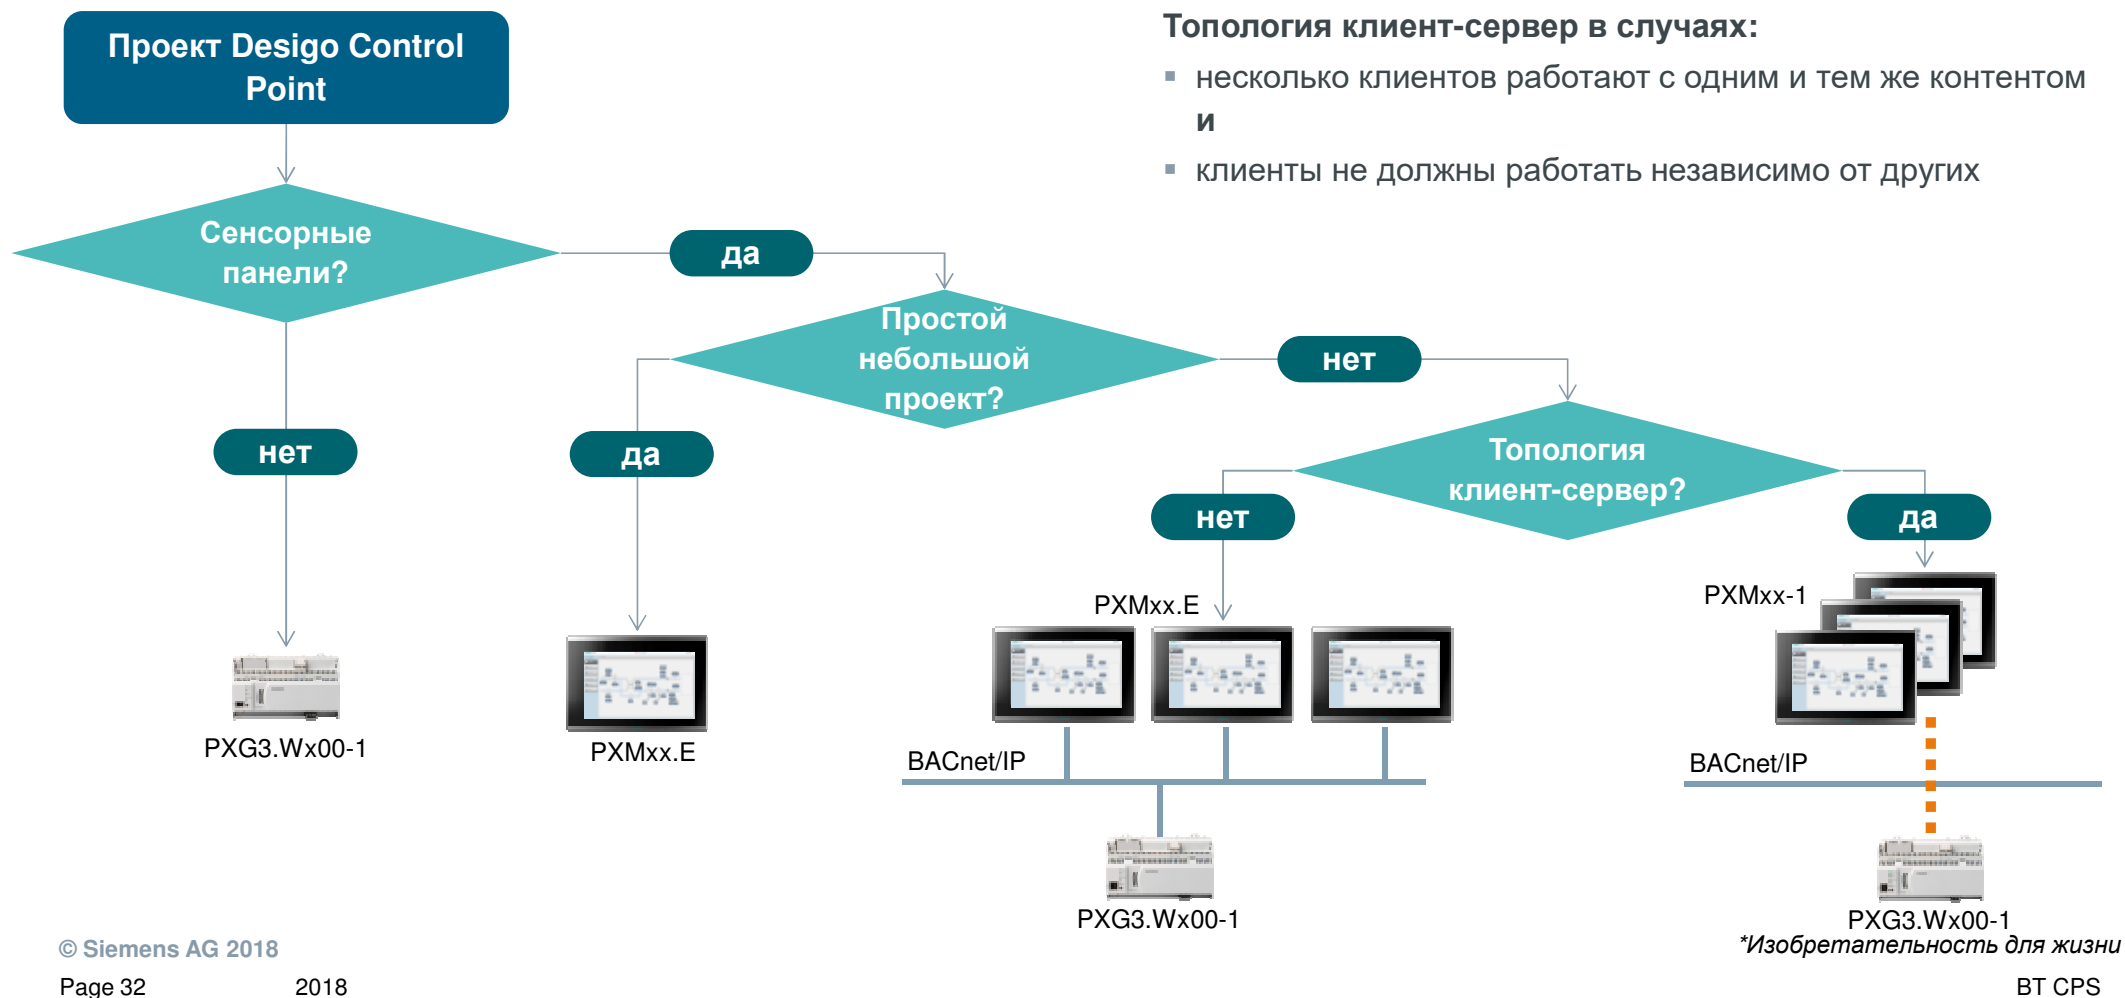 Проект Desigo Control
Point
Топология клиент-сервер в случаях:
▪ несколько клиентов работают с одним и тем же контентом
и
▪ клиенты не должны работать независимо от других
Сенсорные
панели?
да
Простой
небольшой
проект?
нет
нет
да
Топология
клиент-сервер?
нет
да
PXMxx.E
PXMxx-1
PXG3.Wx00-1
PXMxx.E
BACnet/IP
BACnet/IP
PXG3.Wx00-1
PXG3.Wx00-1
*Изобретательность для жизни
© Siemens AG 2018
Page 32
2018
BT CPS